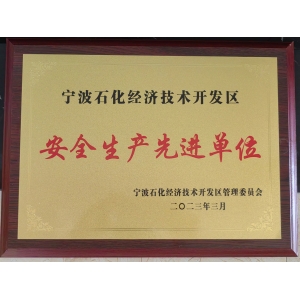 宁波石化经济技术开发区
安全生产先进单位
宁波石化经济技术开发区管理委员会
二〇二三年三月